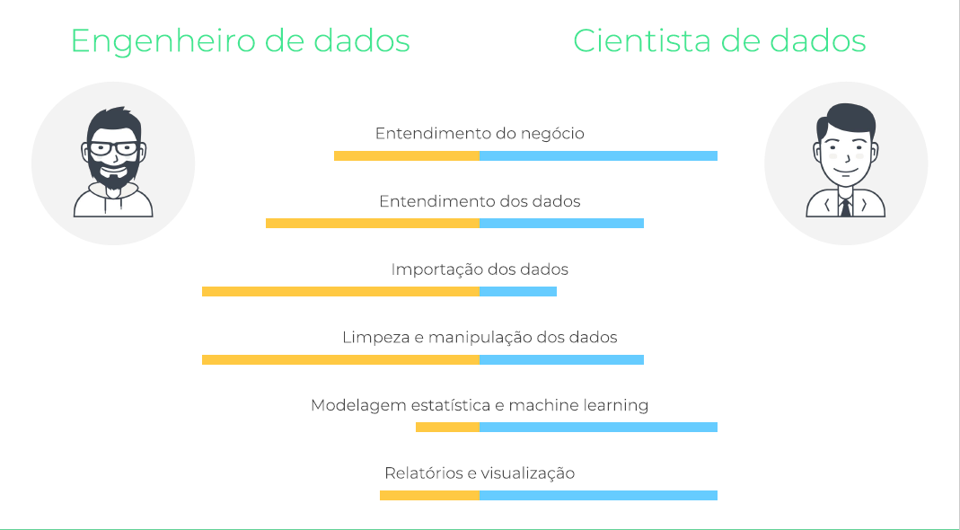 Engenheiro de dados
Cientista de dados
Entendimento do negócio
Entendimento dos dados
Importação dos dados
Limpeza e manipulação dos dados
Modelagem estatística e machine learning
Relatórios e visualização